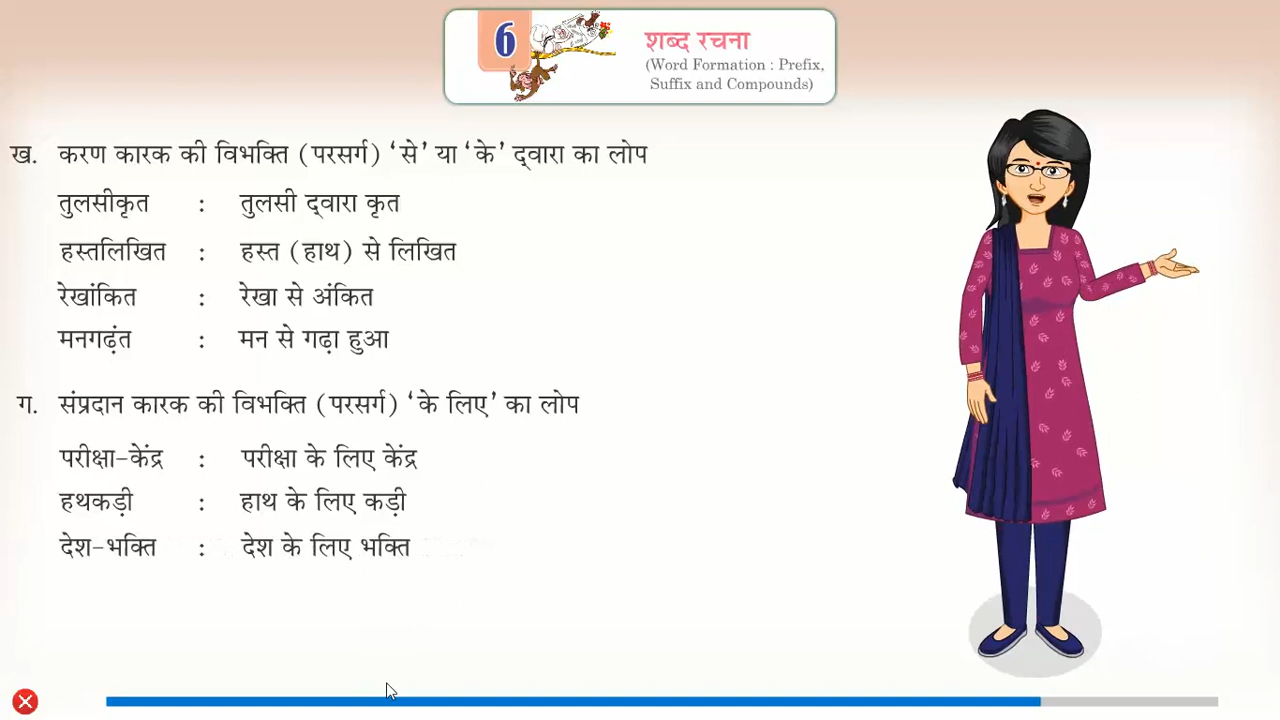 6
शब्द रचना
(Word Formation : Prefix,
Suffix and Compounds)
ख. करण कारक की विभक्ति (परसर्ग) ‘से’ या ‘के’ द्‌वारा का लोप
तुलसीकृत : तुलसी द्‌वारा कृत
हस्तलिखित : हस्त (हाथ) से लिखित
रेखांकित : रेखा से अंकित
मनगढ़ंत : मन से गढ़ा हुआ
ग. संप्रदान कारक की विभक्ति (परसर्ग) ‘के लिए’ का लोप
परीक्षा-केंद्र : परीक्षा के लिए केंद्र
हथकड़ी : हाथ के लिए कड़ी
देश-भक्ति : देश के लिए भक्ति